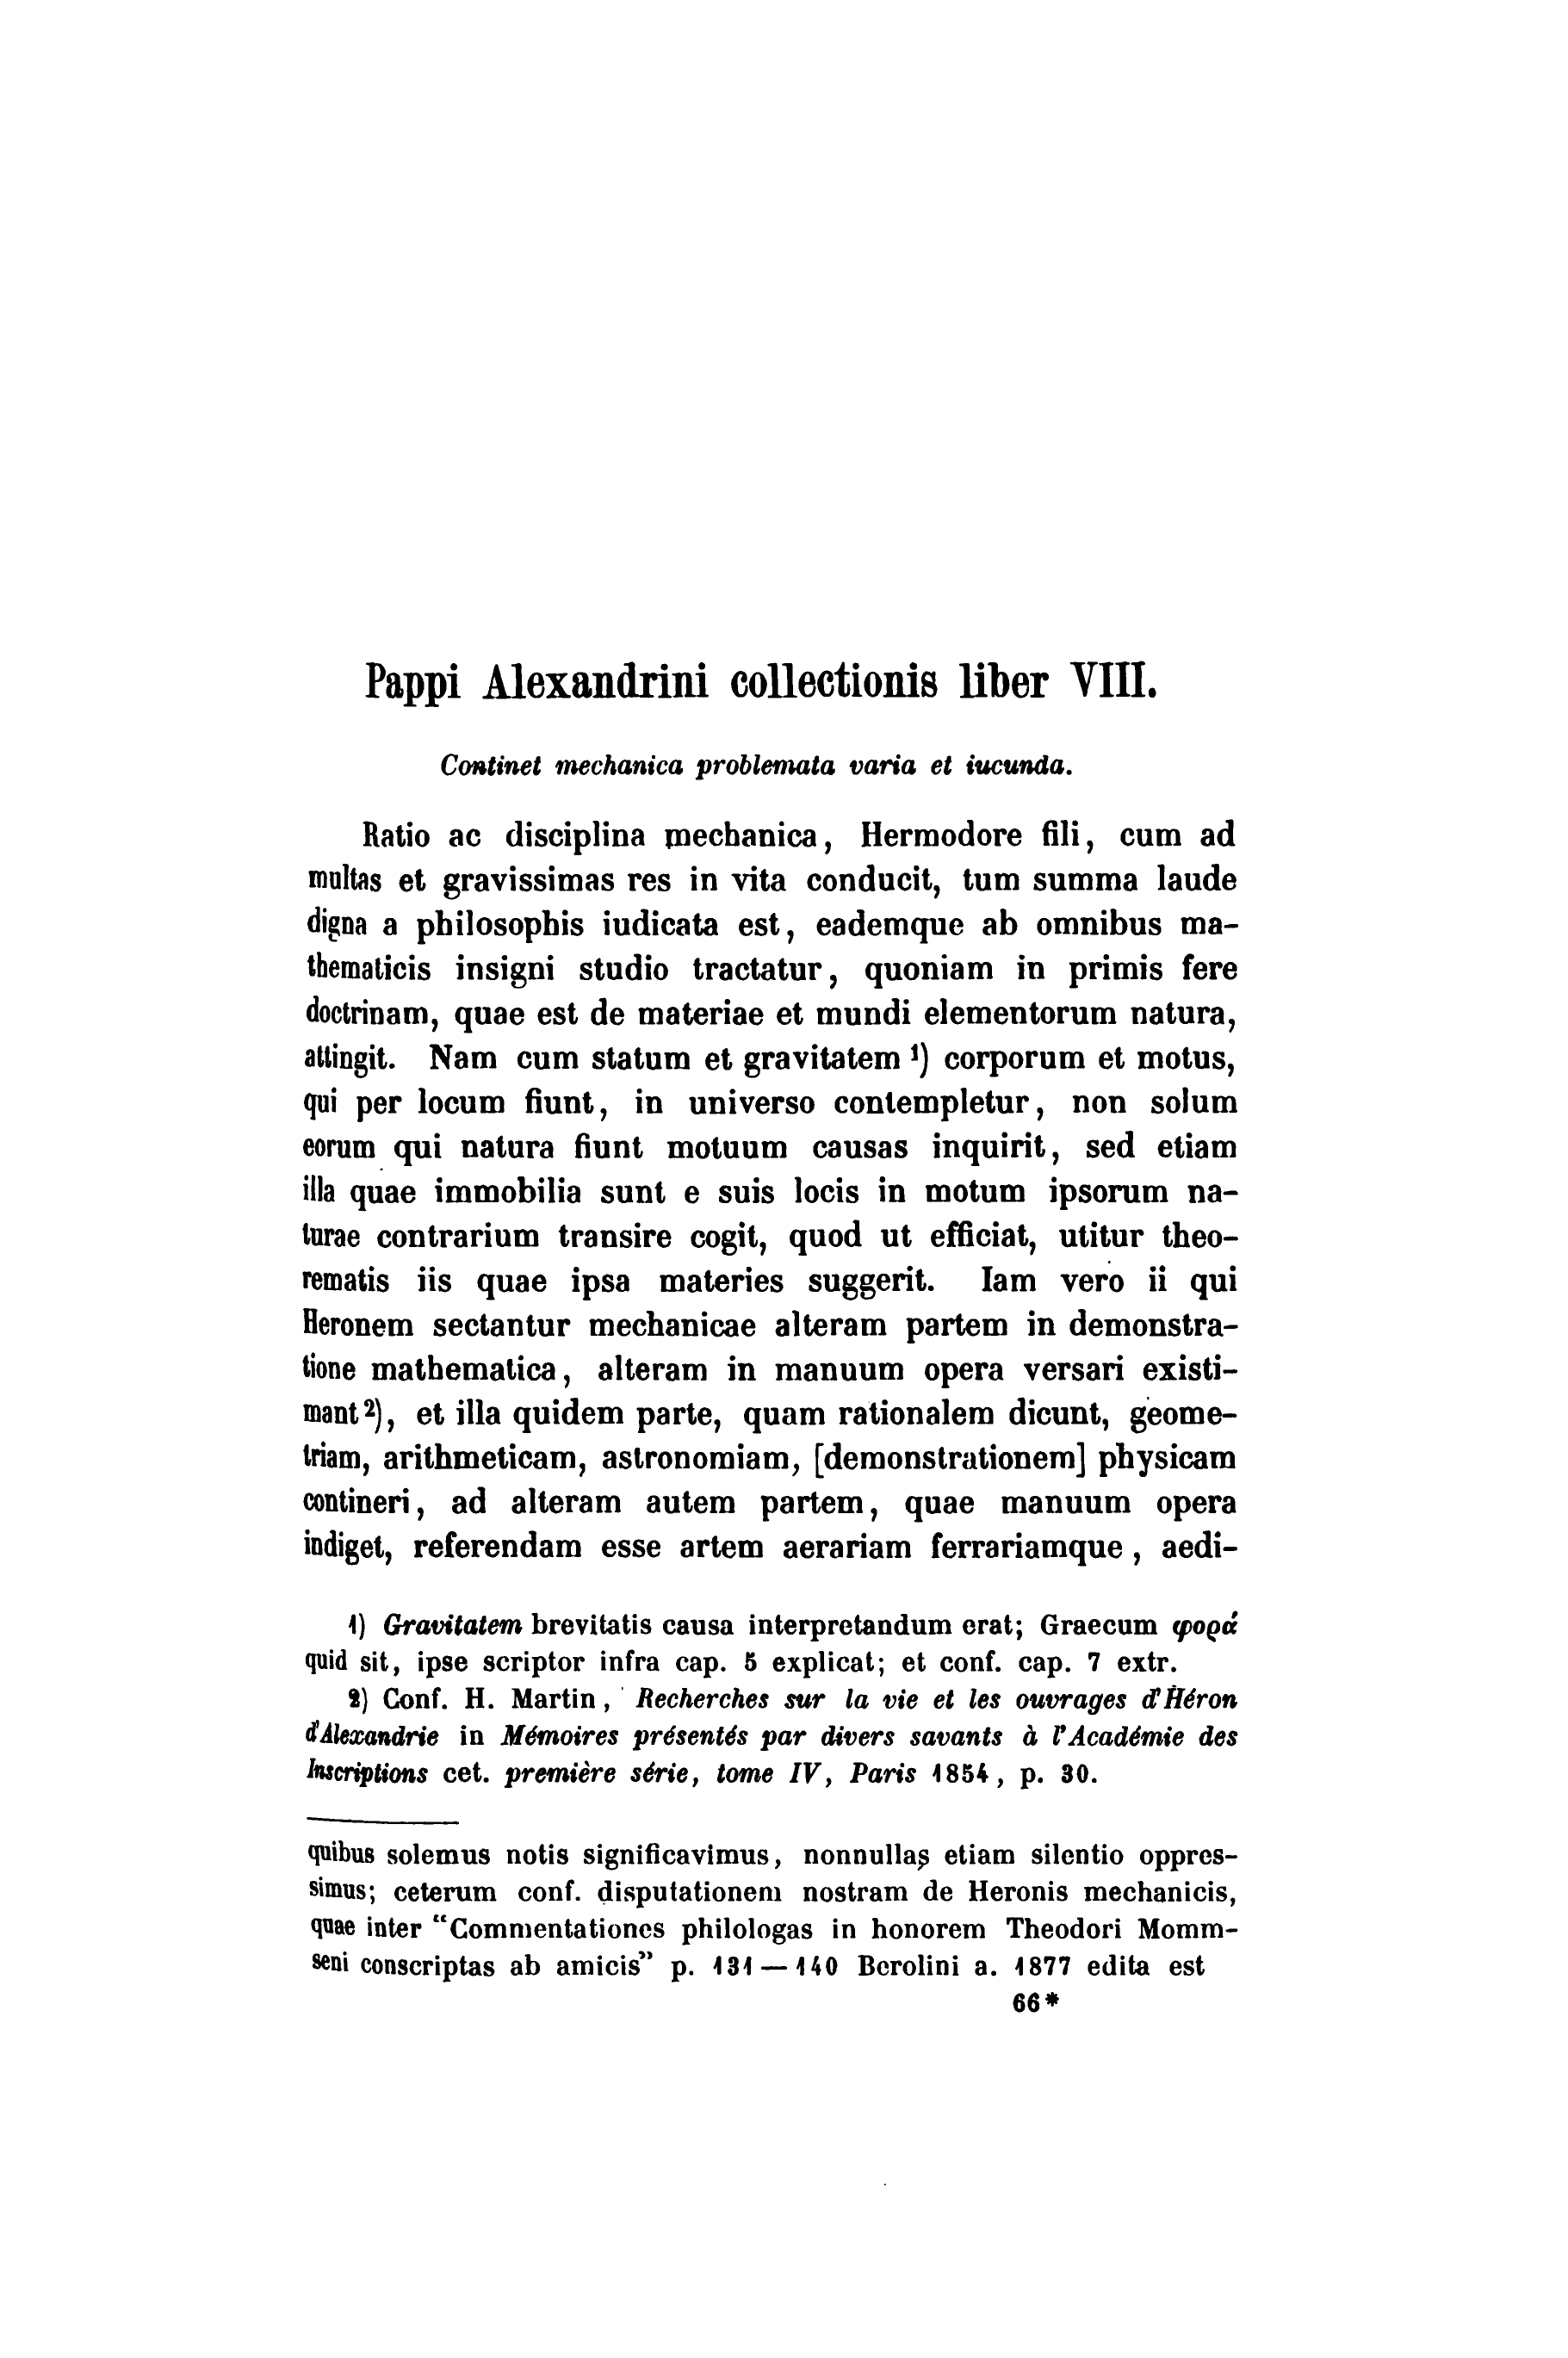 Pappi Alexandrini collectionis liber VIII.
Continet mechanica problemata varia et iucunda.
Ratio ac disciplina mechanica, Hermodore fili, cum ad
multas et gravissimas res in vita conducit, tum summa laude
digna a philosophis iudicata est, eademque ab omnibus ma-
thematicis insigni studio tractatur, quoniam in primis fere
doctrinam, quae est de materiae et mundi elementorum natura,
attingit. Nam cum statum et gravitatem ¹) corporum et motus,
qui per locum fiunt, in universo contempletur, non solum
eorum qui natura fiunt motuum causas inquirit, sed etiam
illa quae immobilia sunt e suis locis in motum ipsorum na-
turae contrarium transire cogit, quod ut efficiat, utitur theo-
rematis iis quae ipsa materies suggerit. Iam vero ii qui
Heronem sectantur mechanicae alteram partem in demonstra-
tione mathematica, alteram in manuum opera versari existi-
mant ²), et illa quidem parte, quam rationalem dicunt, geome-
triam, arithmeticam, astronomiam, [demonstrationem] physicam
contineri, ad alteram autem partem, quae manuum opera
indiget, referendam esse artem aerariam ferrariamque, aedi-
1) Gravitatem brevitatis causa interpretandum erat; Graecum φορά
quid sit, ipse scriptor infra cap. 5 explicat; et conf. cap. 7 extr.
2) Conf. H. Martin, Recherches sur la vie et les ouvrages d'Héron
d'Alexandrie in Mémoires présentés par divers savants à l'Académie des
Inscriptions cet. première série, tome IV, Paris 1854, p. 30.
quibus solemus notis significavimus, nonnullas etiam silentio oppres-
simus; ceterum conf. disputationem nostram de Heronis mechanicis,
quae inter “Commentationes philologas in honorem Theodori Momm-
seni conscriptas ab amicis” p. 131—140 Berolini a. 1877 edita est
66*